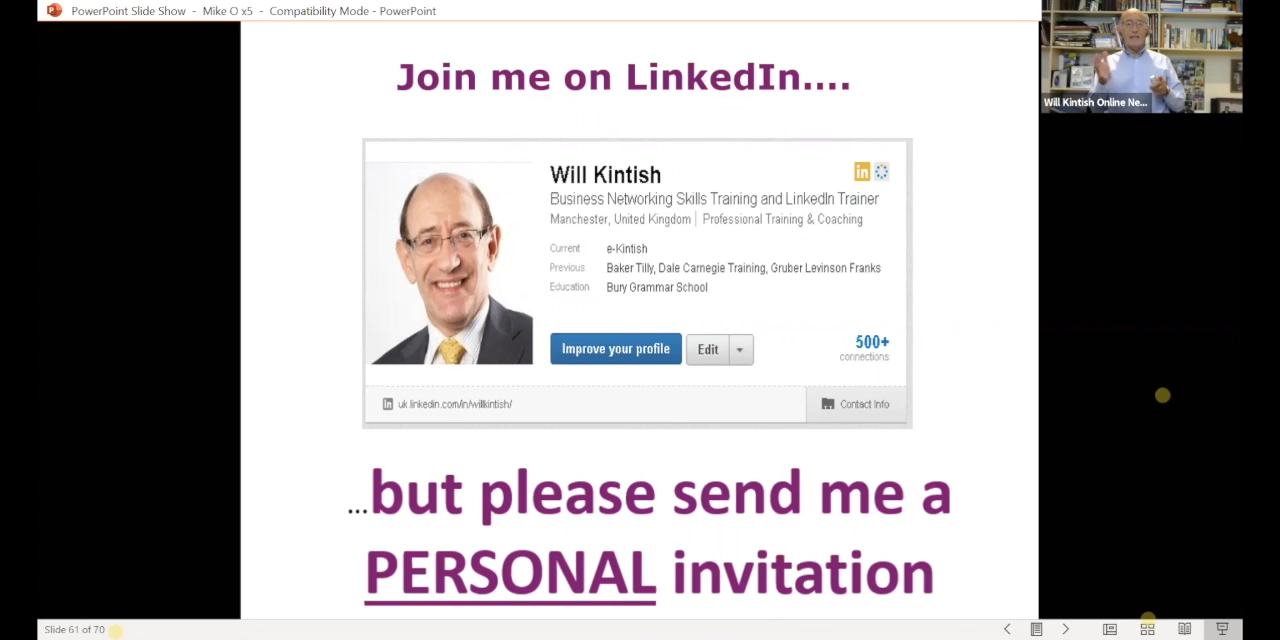 PowerPoint Slide Show - Mike O x5 - Compatibility Mode - PowerPoint
Join me on LinkedIn....
Will Kintish Online Ne...
Will Kintish
in
Business Networking Skills Training and LinkedIn Trainer
Manchester, United Kingdom | Professional Training & Coaching
Current e-Kintish
Previous Baker Tilly, Dale Carnegie Training, Gruber Levinson Franks
Education Bury Grammar School
Improve your profile Edit
500+
connections
in uk.linkedin.com/in/willkintish/ Contact Info
...but please send me a
PERSONAL invitation
Slide 61 of 70